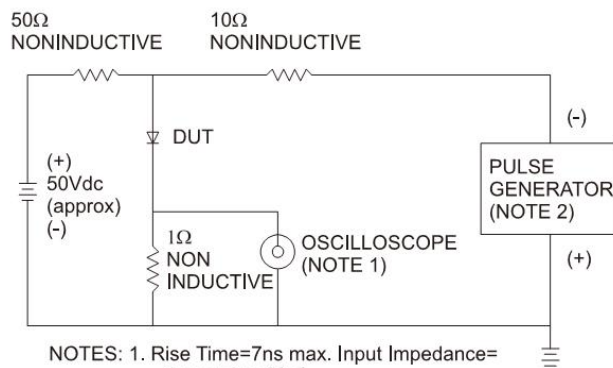 50Ω
NONINDUCTIVE
10Ω
NONINDUCTIVE
DUT
(+)
50Vdc
(approx)
(-)
1Ω
NON
INDUCTIVE
OSCILLOSCOPE
(NOTE 1)
(-)
PULSE
GENERATOR
(NOTE 2)
(+)
NOTES: 1. Rise Time=7ns max. Input Impedance=